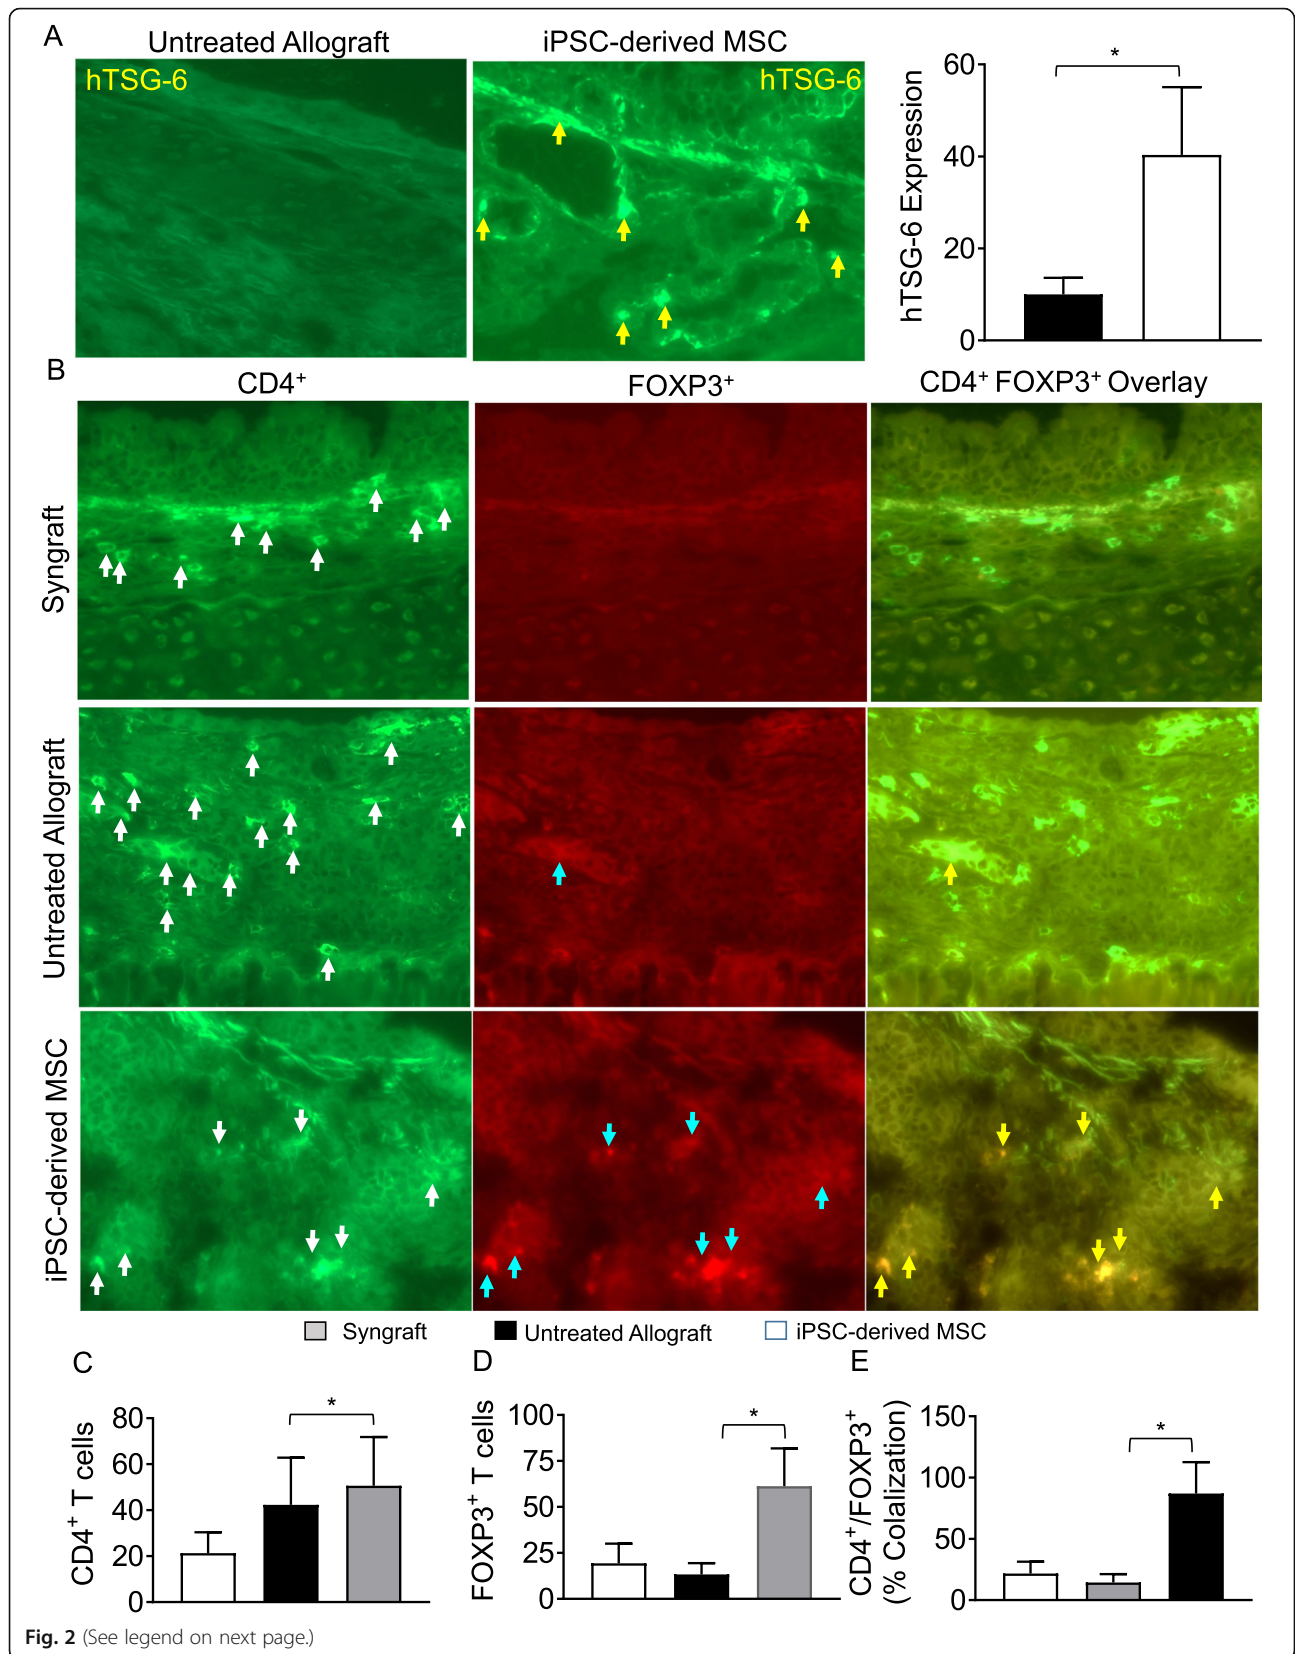 A
Untreated Allograft
iPSC-derived MSC
hTSG-6
hTSG-6
*
hTSG-6 Expression
60
40
20
0
B
CD4⁺
FOXP3⁺
CD4⁺ FOXP3⁺ Overlay
Syngraft
Untreated Allograft
iPSC-derived MSC
Syngraft
Untreated Allograft
iPSC-derived MSC
C
CD4⁺ T cells
80
60
40
20
0
*
D
FOXP3⁺ T cells
100
75
50
25
0
*
E
CD4⁺/FOXP3⁺
(% Colalization)
150
100
50
0
*
Fig. 2 (See legend on next page.)